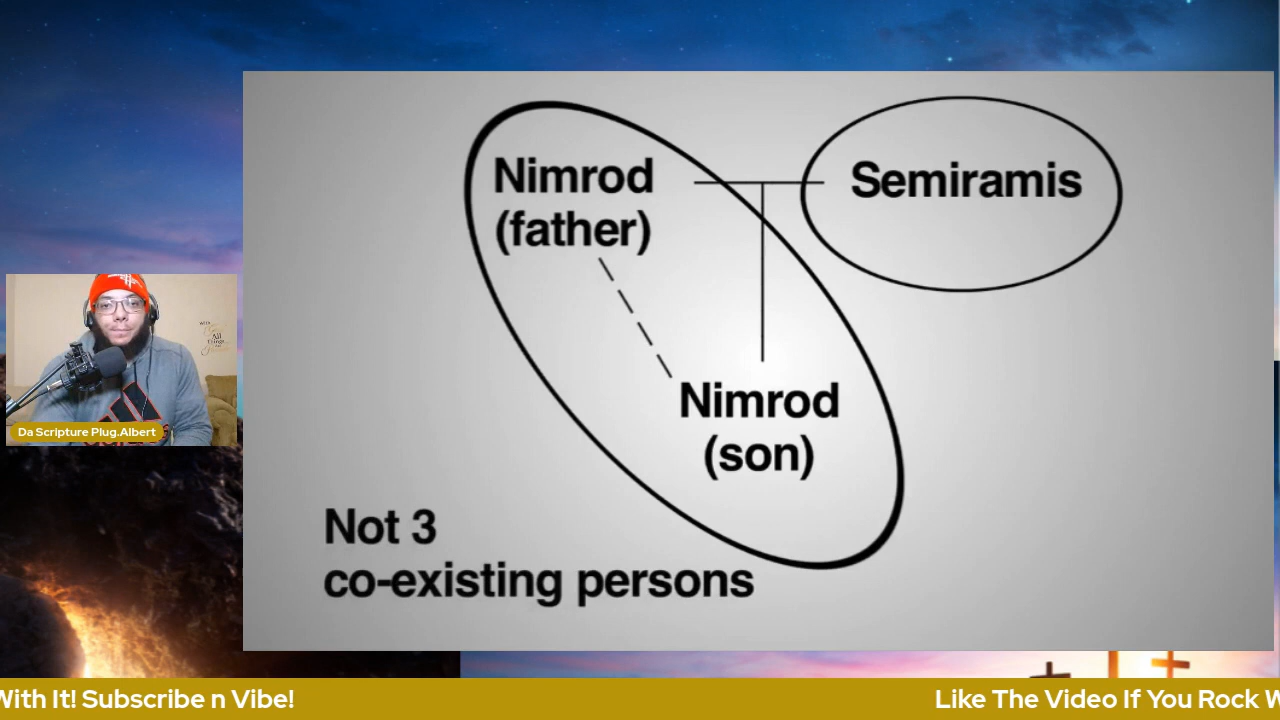 Nimrod
(father)
Semiramis
Nimrod
(son)
Not 3
co-existing persons
Da Scripture Plug.Albert
With It! Subscribe n Vibe!
Like The Video If You Rock W